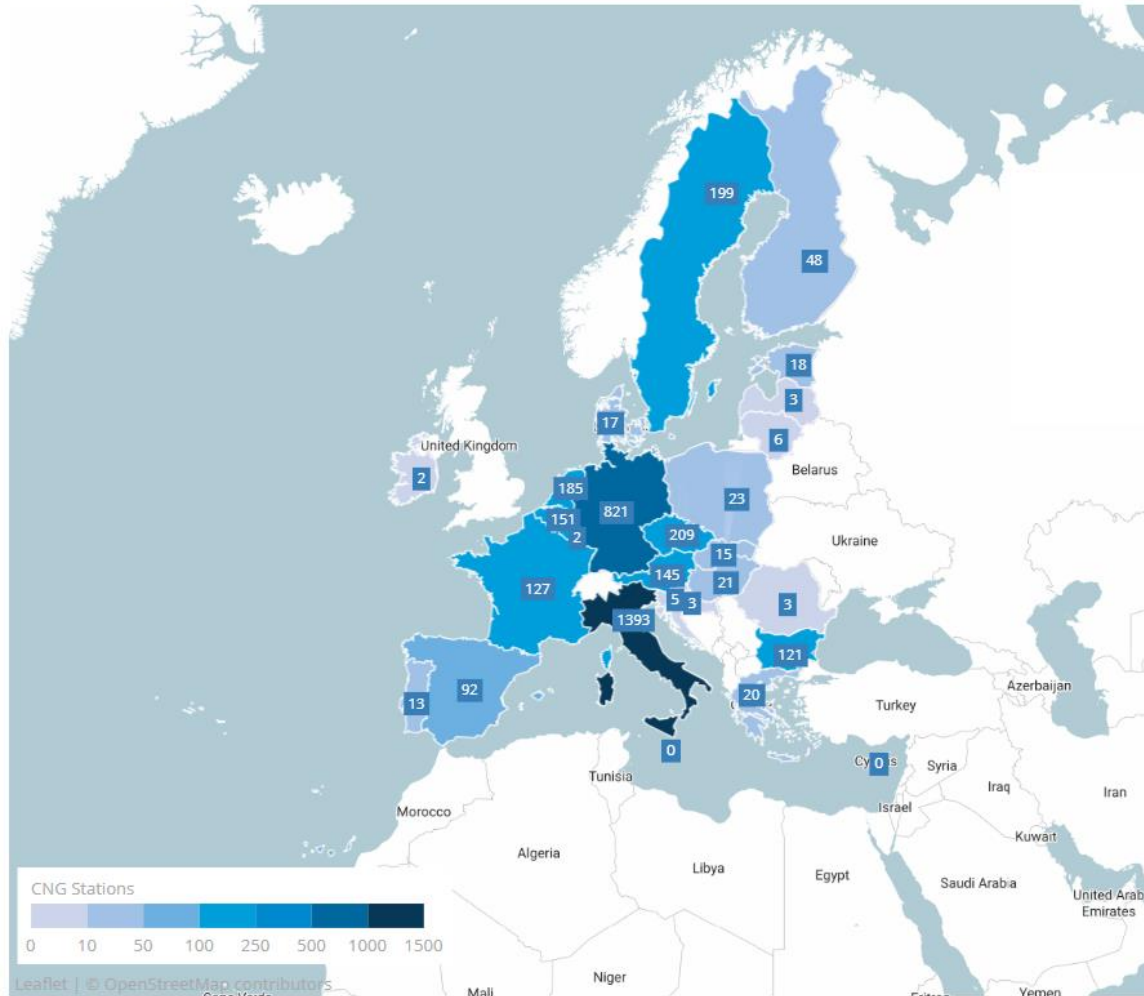 199
48
18
3
17
6
United Kingdom
Belarus
2
185
821
23
151
209
2
Ukraine
15
145
21
127
5
3
3
1393
121
Azerbaijan
92
20
13
Turkey
0
0
Syria
Tunisia
Iraq
Iran
Morocco
Israel
Kuwait
Algeria
Libya
Egypt
Saudi Arabia
United Arab
Emirates
CNG Stations
0 10 50 100 250 500 1000 1500
Leaflet | © OpenStreetMap contributors
Niger
Mali
Yemen